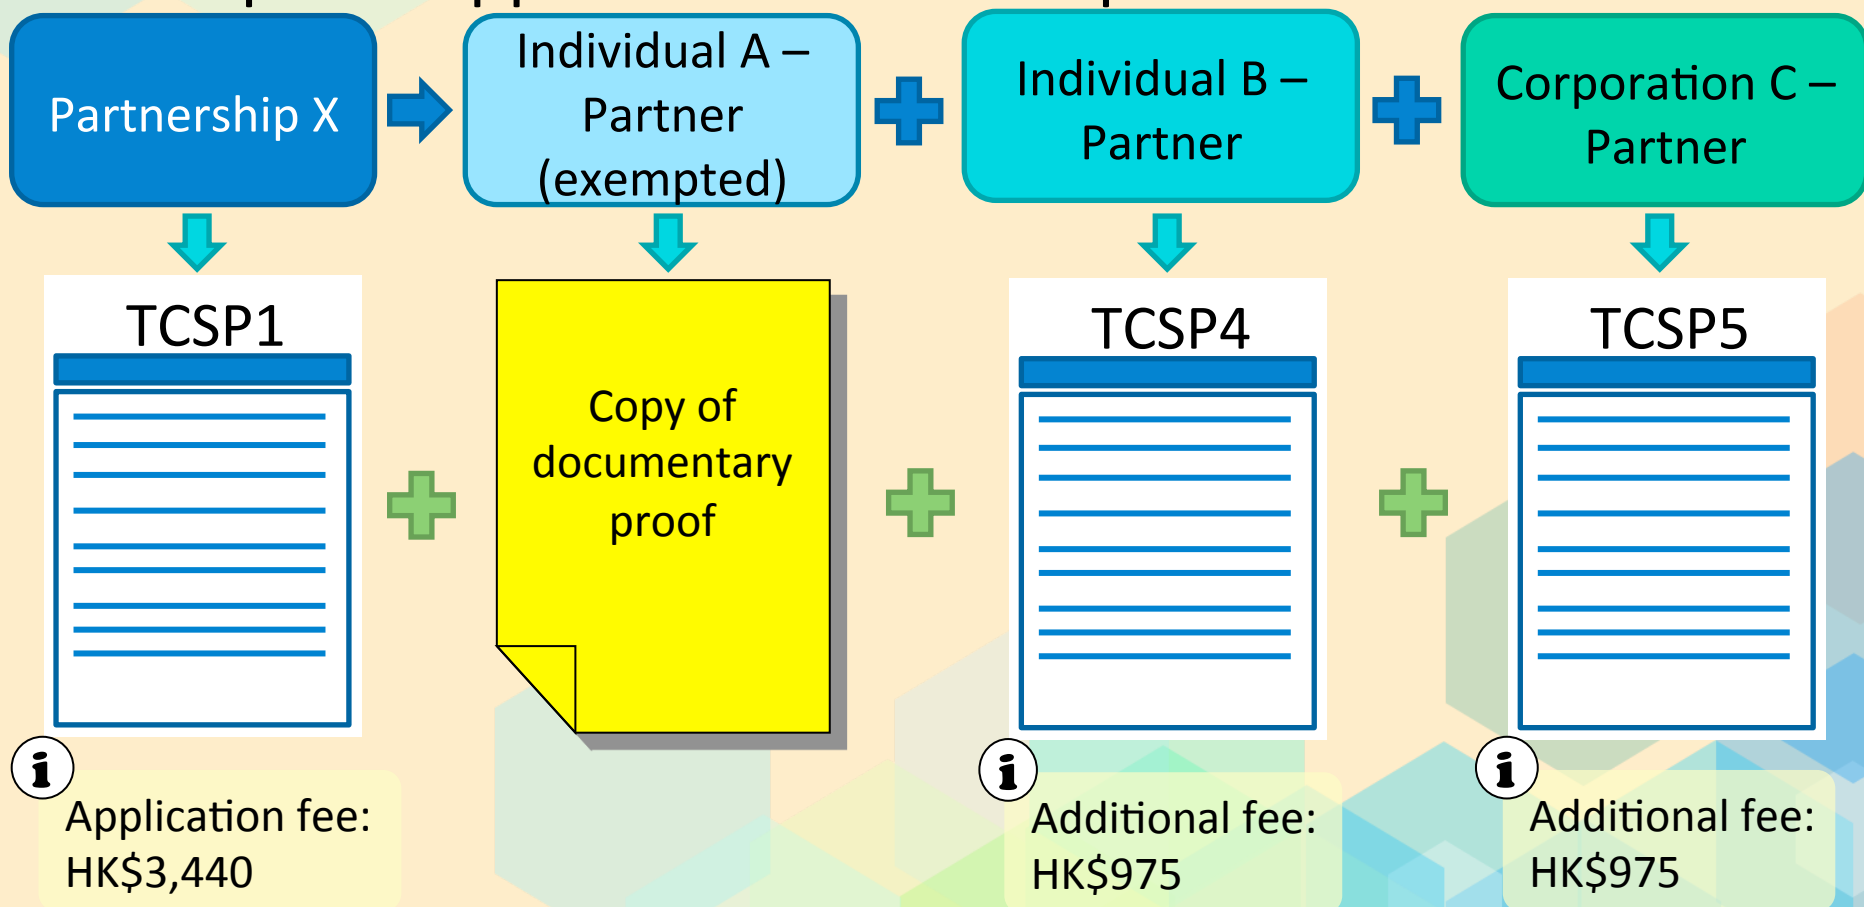 Partnership X
Individual A –
Partner
(exempted)
Individual B –
Partner
Corporation C –
Partner
TCSP1
Copy of
documentary
proof
TCSP4
TCSP5
i
Application fee:
HK$3,440
i
Additional fee:
HK$975
i
Additional fee:
HK$975